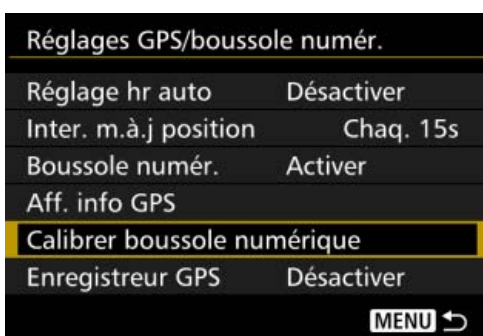 Réglages GPS/boussole numér.
Réglage hr auto Désactiver
Inter. m.à.j position Chaq. 15s
Boussole numér. Activer
Aff. info GPS
Calibrer boussole numérique
Enregistreur GPS Désactiver
MENU